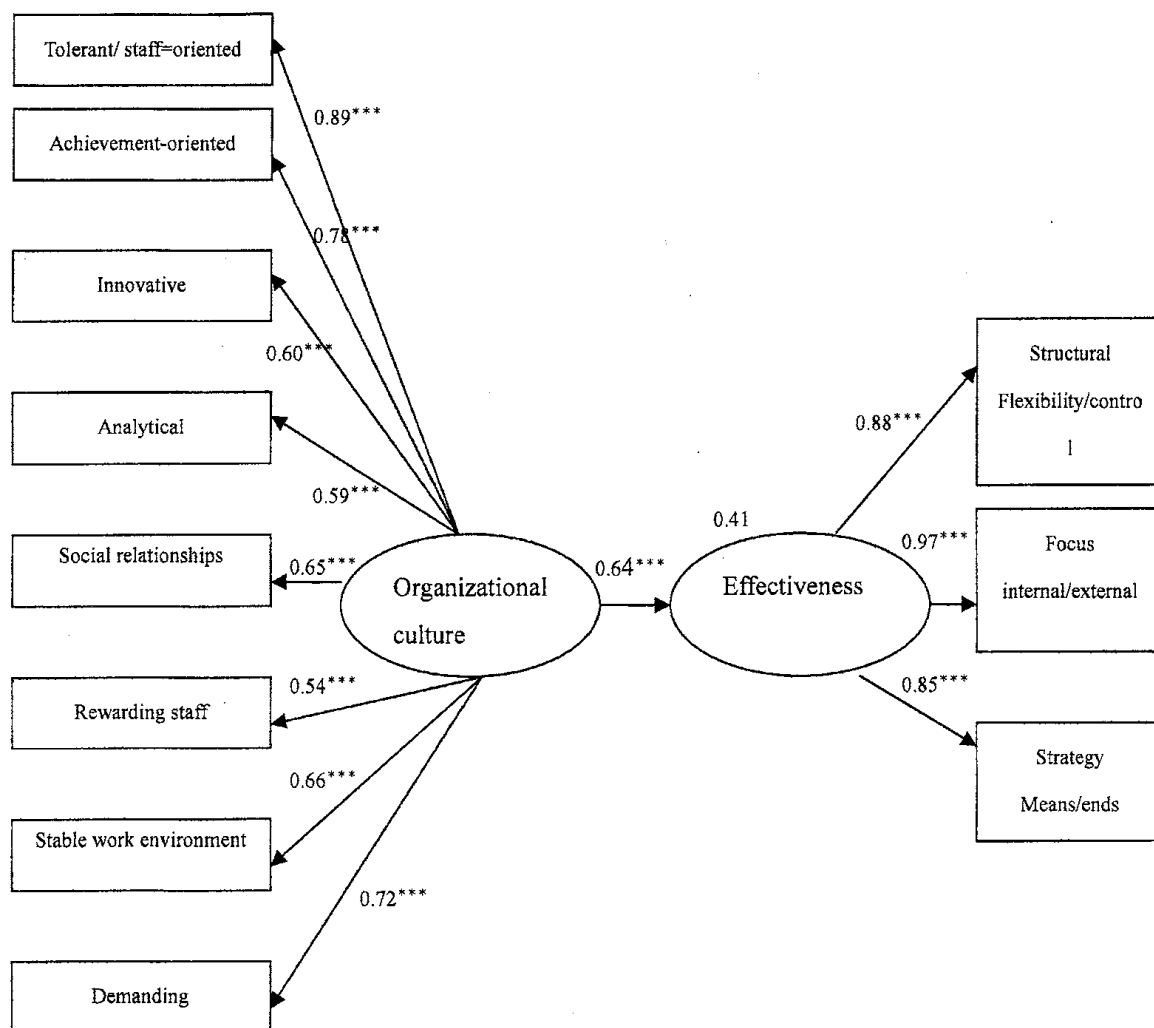 Tolerant/ staff=oriented
0.89***
Achievement-oriented
0.78***
Innovative
0.60***
Analytical
0.59***
Social relationships
0.65***
Organizational
culture
Rewarding staff
0.54***
Stable work environment
0.66***
Demanding
0.72***
0.64***
0.41
Effectiveness
0.88***
Structural
Flexibility/contro
l
0.97***
Focus
internal/external
0.85***
Strategy
Means/ends